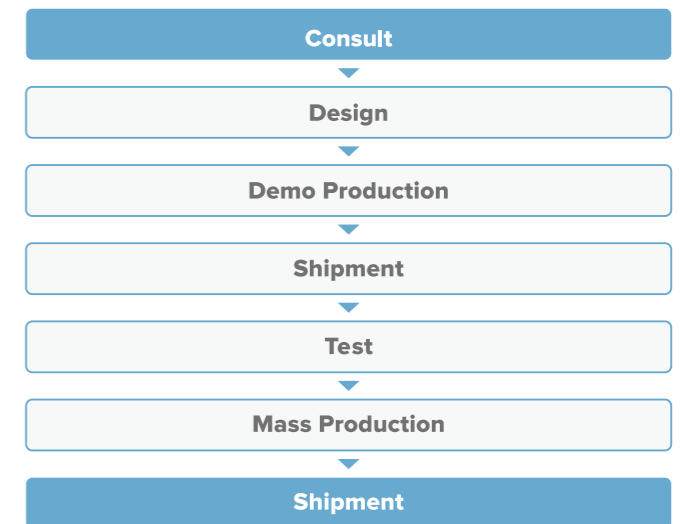 Consult
Design
Demo Production
Shipment
Test
Mass Production
Shipment